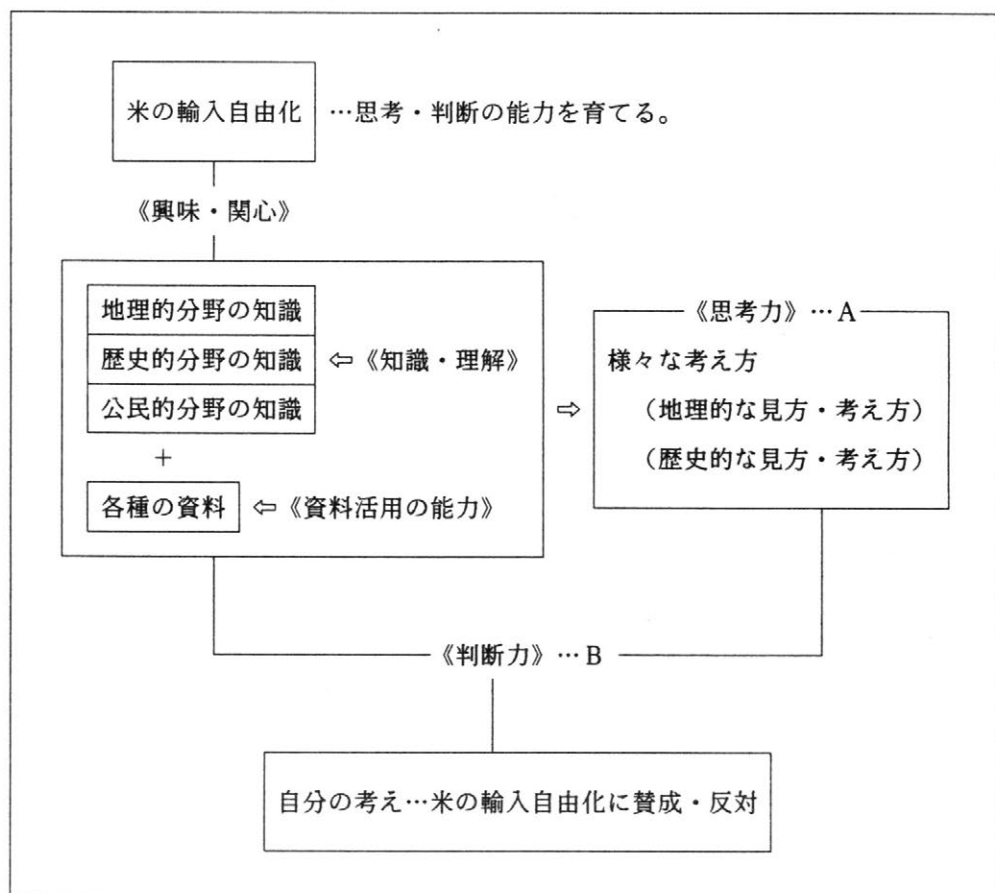 米の輸入自由化 …思考・判断の能力を育てる。
《興味・関心》
地理的分野の知識
歴史的分野の知識 ⇦《知識・理解》
公民的分野の知識
+
各種の資料 ⇦《資料活用の能力》
⇨
《思考力》…A
様々な考え方
(地理的な見方・考え方)
(歴史的な見方・考え方)
《判断力》…B
自分の考え…米の輸入自由化に賛成・反対